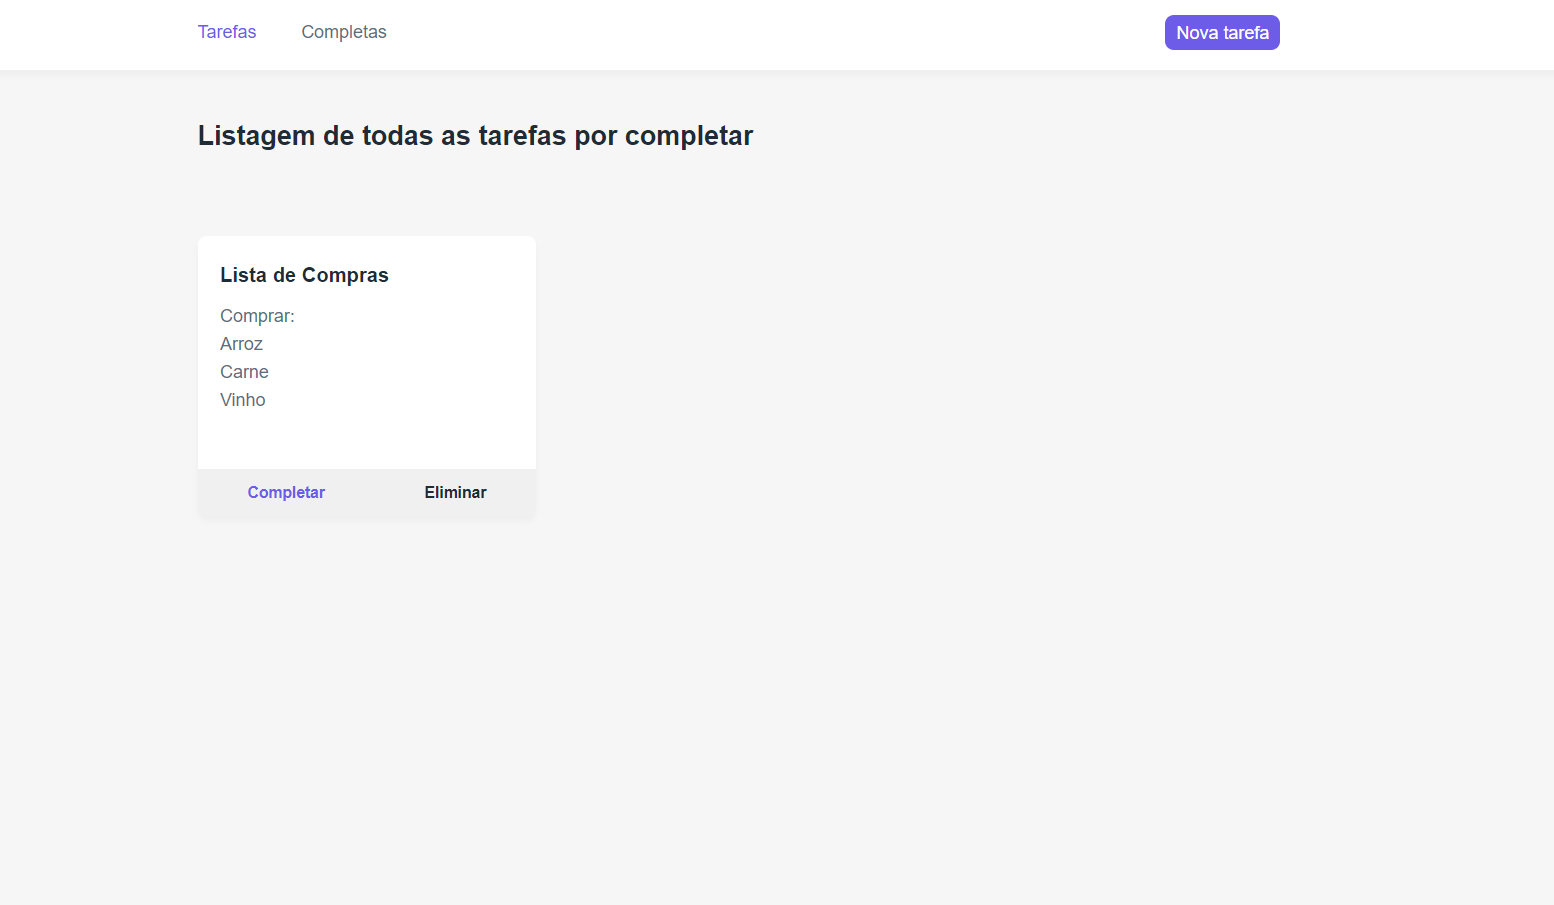 Tarefas Completas Nova tarefa
Listagem de todas as tarefas por completar
Lista de Compras
Comprar:
Arroz
Carne
Vinho
Completar Eliminar